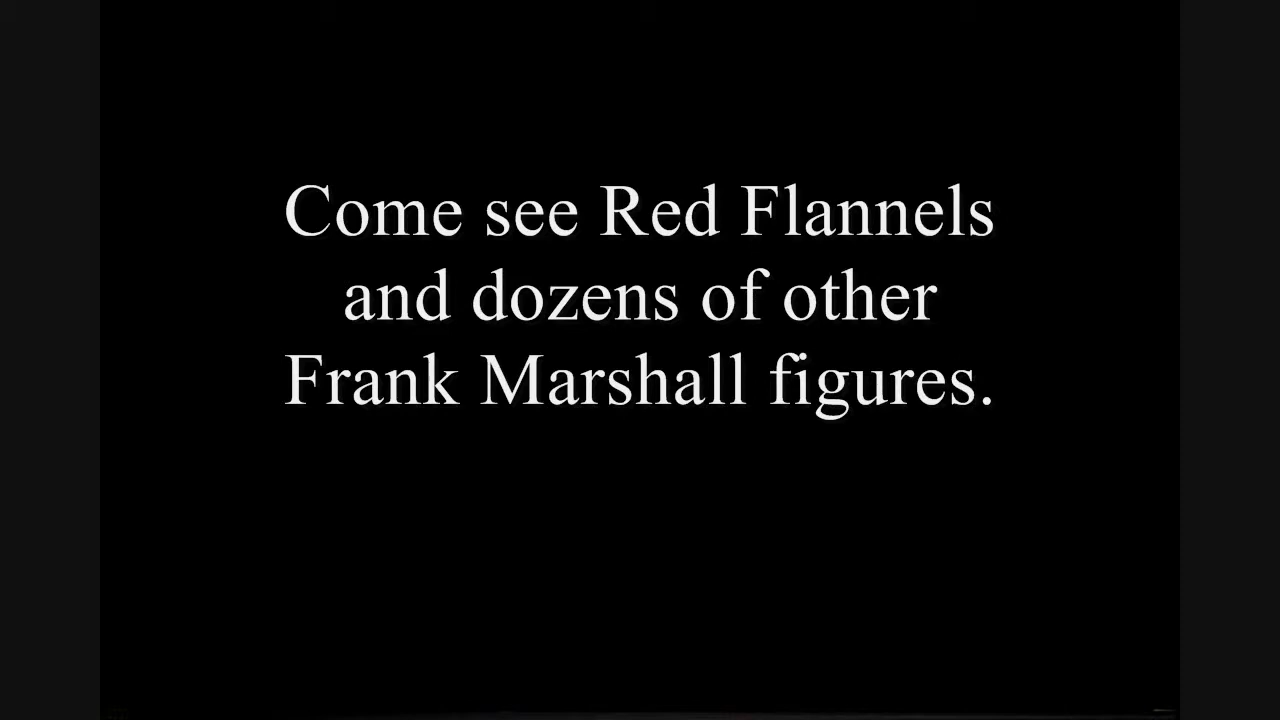 Come see Red Flannels
and dozens of other
Frank Marshall figures.